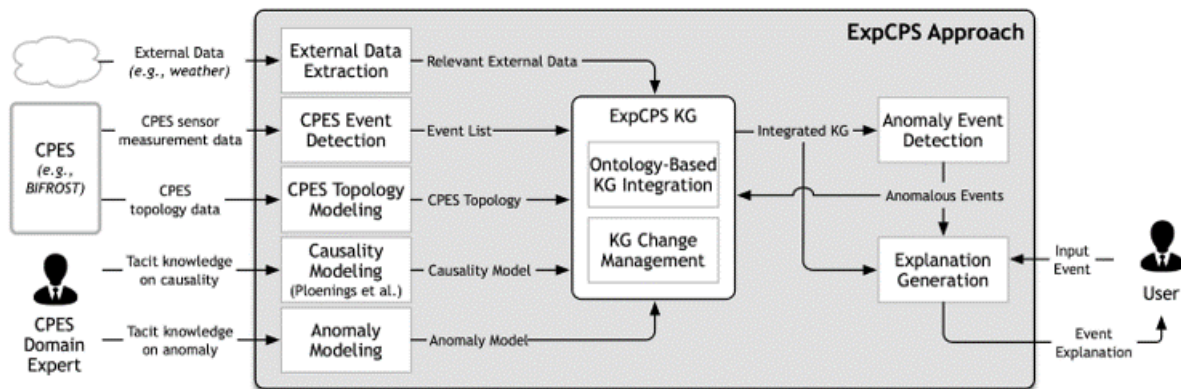 ExpCPS Approach
External Data
(e.g., weather)
External Data
Extraction
Relevant External Data
CPES
(e.g.,
BIFROST)
CPES sensor
measurement data
CPES Event
Detection
Event List
CPES
topology data
CPES Topology
Modeling
CPES Topology
CPES
Domain
Expert
Tacit knowledge
on causality
Causality
Modeling
(Ploenings et al.)
Causality Model
Tacit knowledge
on anomaly
Anomaly
Modeling
Anomaly Model
ExpCPS KG
Ontology-Based
KG Integration
KG Change
Management
Integrated KG
Anomaly Event
Detection
Anomalous Events
Explanation
Generation
Input
Event
User
Event
Explanation